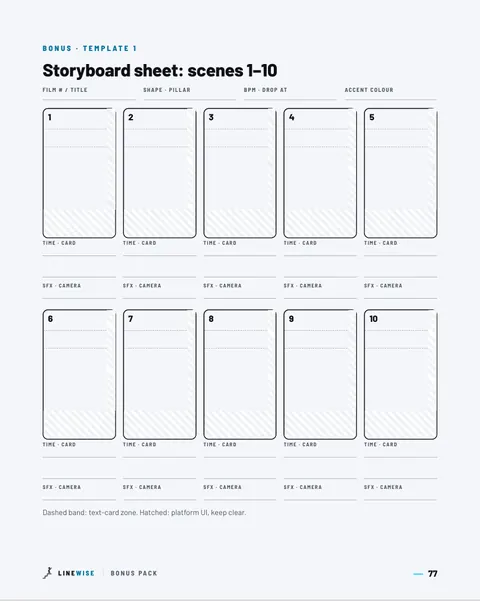 BONUS · TEMPLATE 1
Storyboard sheet: scenes 1–10
FILM # / TITLE SHAPE · PILLAR BPM · DROP AT ACCENT COLOUR
1 2 3 4 5
TIME · CARD TIME · CARD TIME · CARD TIME · CARD TIME · CARD
SFX · CAMERA SFX · CAMERA SFX · CAMERA SFX · CAMERA SFX · CAMERA
6 7 8 9 10
TIME · CARD TIME · CARD TIME · CARD TIME · CARD TIME · CARD
SFX · CAMERA SFX · CAMERA SFX · CAMERA SFX · CAMERA SFX · CAMERA
Dashed band: text-card zone. Hatched: platform UI, keep clear.
LINEWISE BONUS PACK 77